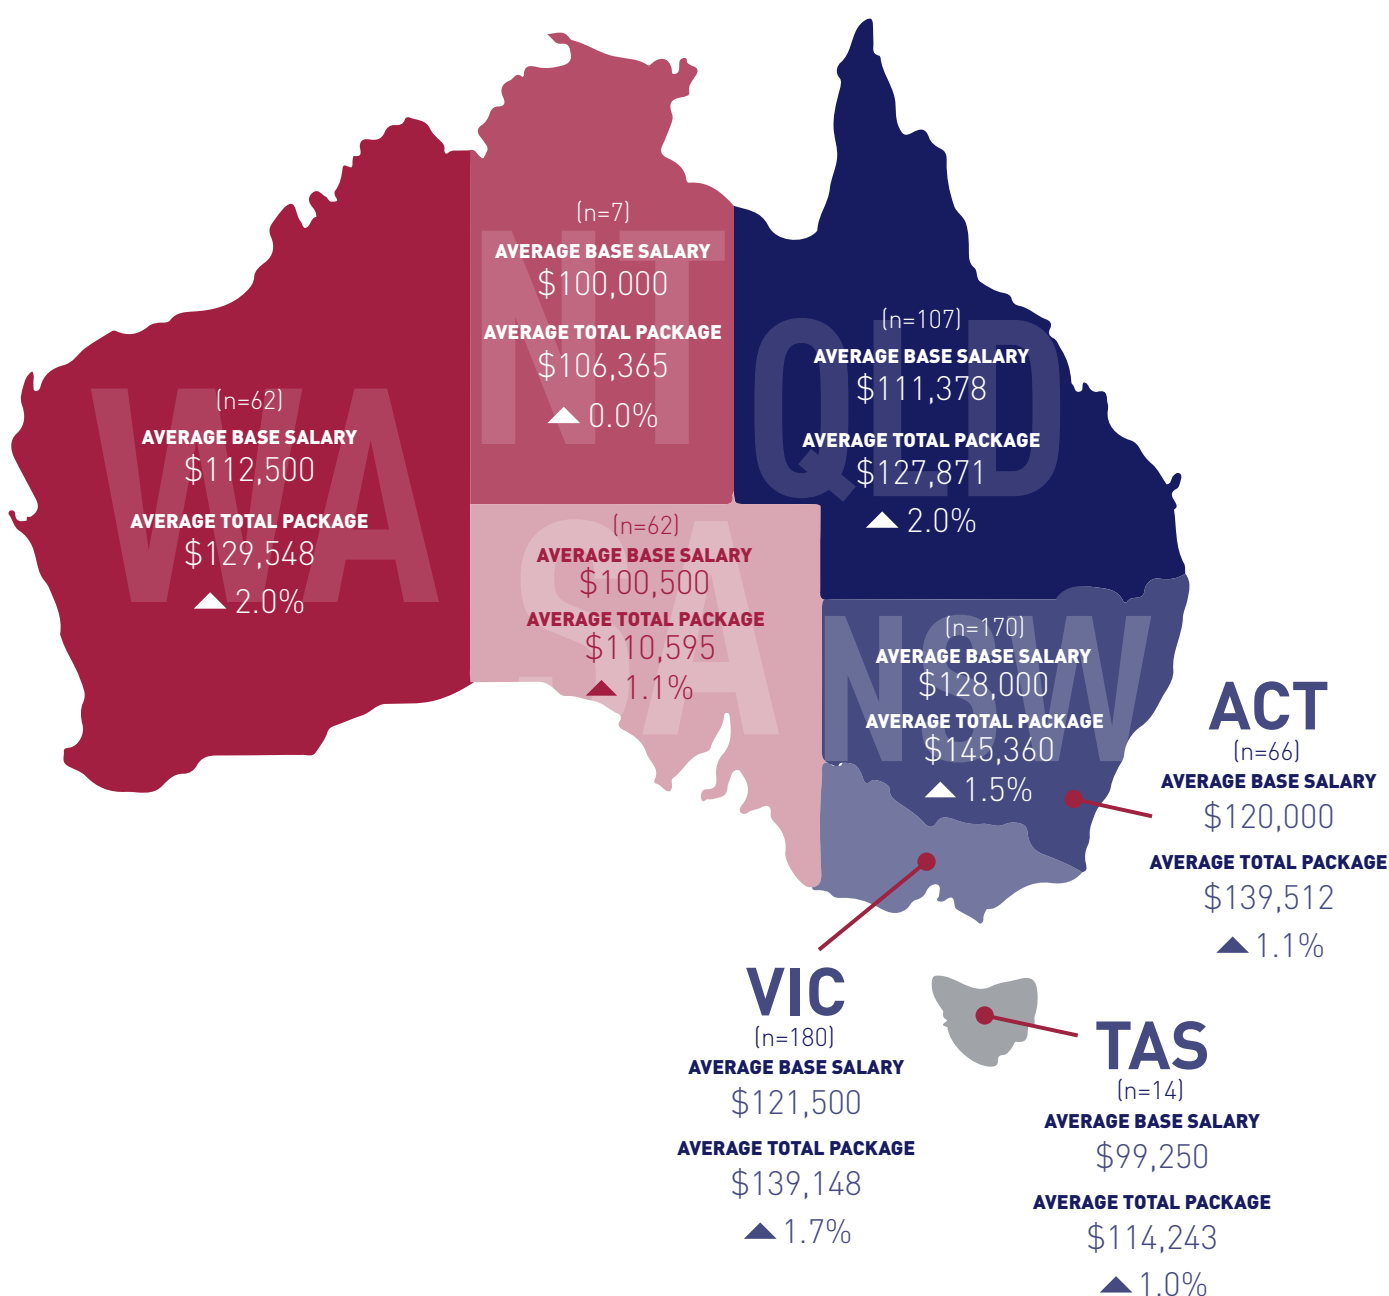 WA
(n=62)
AVERAGE BASE SALARY
$112,500
AVERAGE TOTAL PACKAGE
$129,548
▲ 2.0%
NT
(n=7)
AVERAGE BASE SALARY
$100,000
AVERAGE TOTAL PACKAGE
$106,365
▲ 0.0%
QLD
(n=107)
AVERAGE BASE SALARY
$111,378
AVERAGE TOTAL PACKAGE
$127,871
▲ 2.0%
SA
(n=62)
AVERAGE BASE SALARY
$100,500
AVERAGE TOTAL PACKAGE
$110,595
▲ 1.1%
NSW
(n=170)
AVERAGE BASE SALARY
$128,000
AVERAGE TOTAL PACKAGE
$145,360
▲ 1.5%
ACT
(n=66)
AVERAGE BASE SALARY
$120,000
AVERAGE TOTAL PACKAGE
$139,512
▲ 1.1%
VIC
(n=180)
AVERAGE BASE SALARY
$121,500
AVERAGE TOTAL PACKAGE
$139,148
▲ 1.7%
TAS
(n=14)
AVERAGE BASE SALARY
$99,250
AVERAGE TOTAL PACKAGE
$114,243
▲ 1.0%